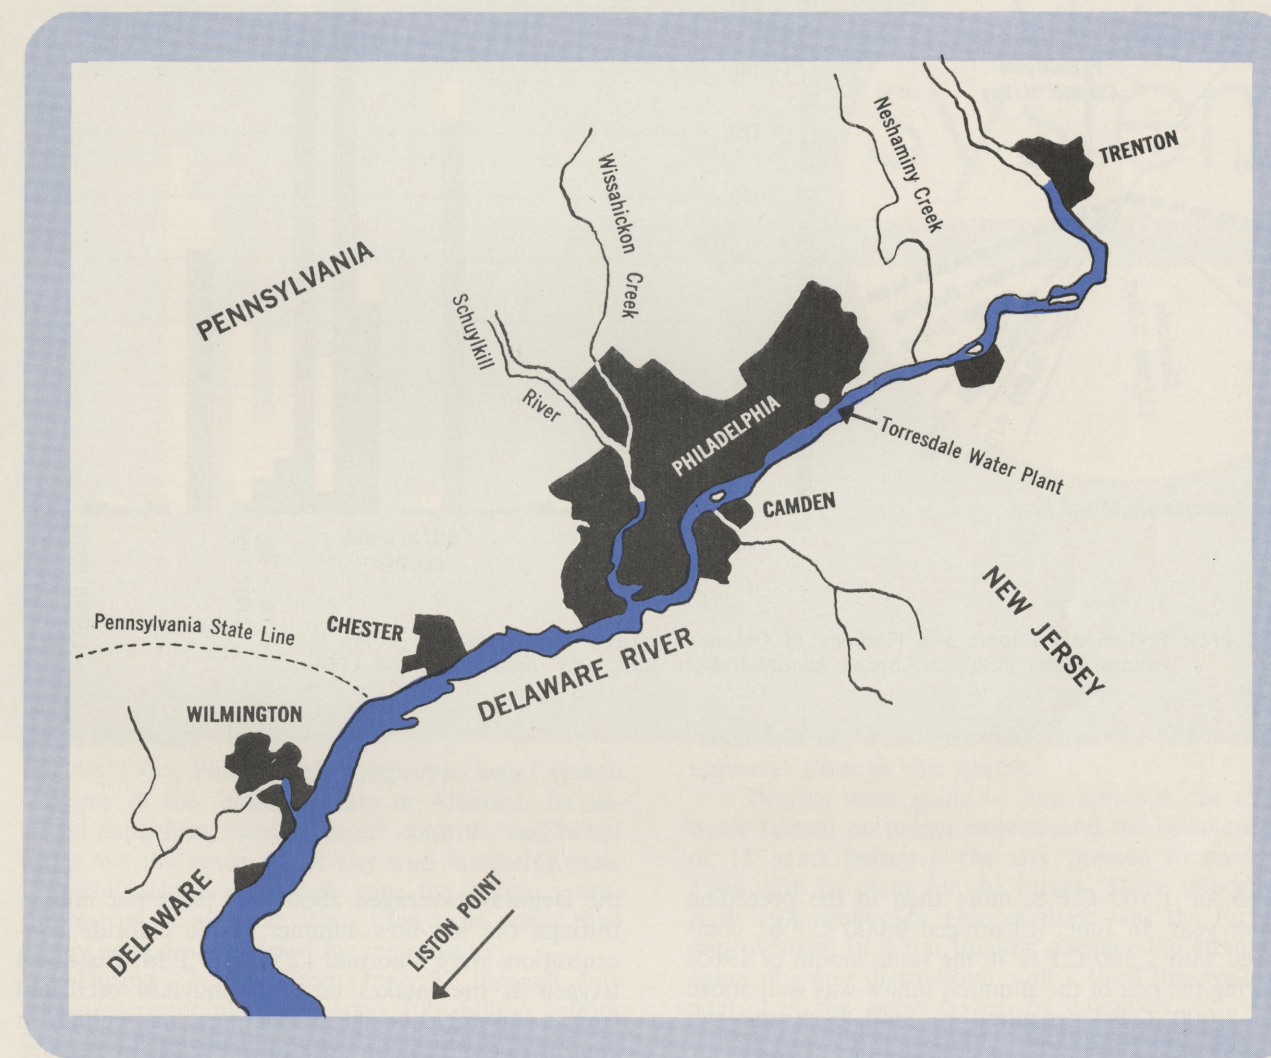 TRENTON
Neshaminy Creek
Wissahickon Creek
PENNSYLVANIA
Schuylkill
River
PHILADELPHIA
Torresdale Water Plant
CAMDEN
NEW JERSEY
Pennsylvania State Line
CHESTER
DELAWARE RIVER
WILMINGTON
DELAWARE
LISTON POINT